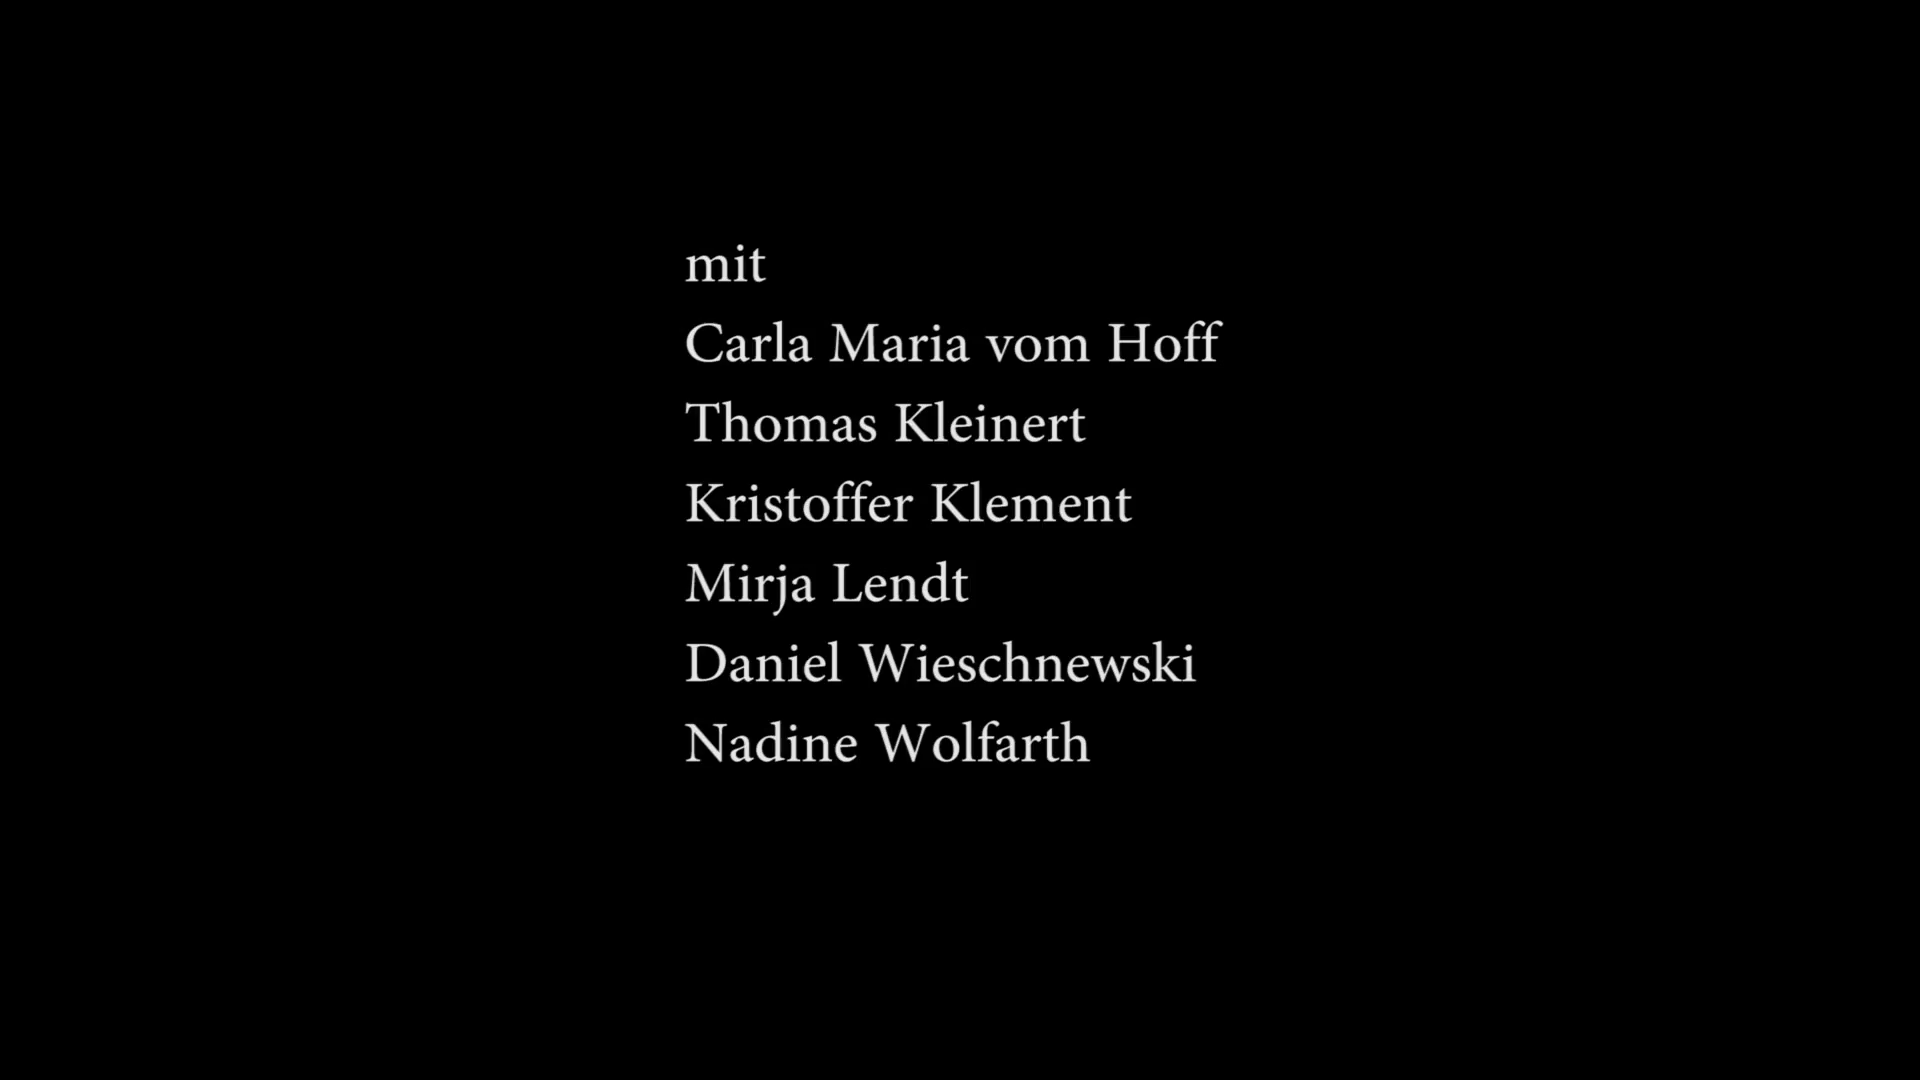 mit
Carla Maria vom Hoff
Thomas Kleinert
Kristoffer Klement
Mirja Lendt
Daniel Wieschnewski
Nadine Wolfarth